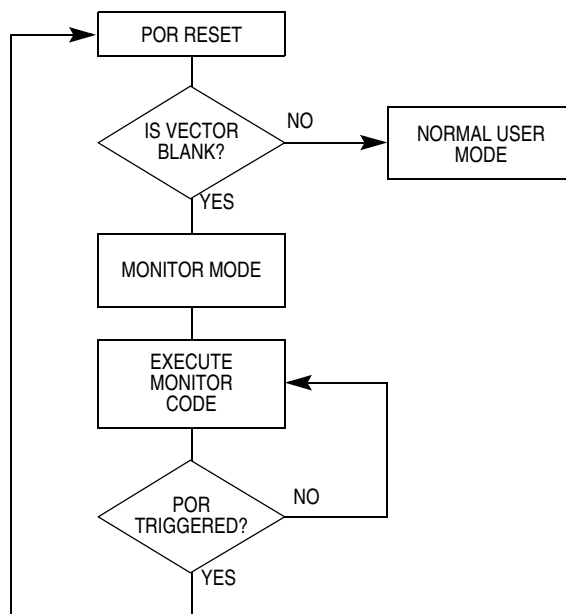 POR RESET
IS VECTOR
BLANK?
NO
NORMAL USER
MODE
YES
MONITOR MODE
EXECUTE
MONITOR
CODE
POR
TRIGGERED?
NO
YES